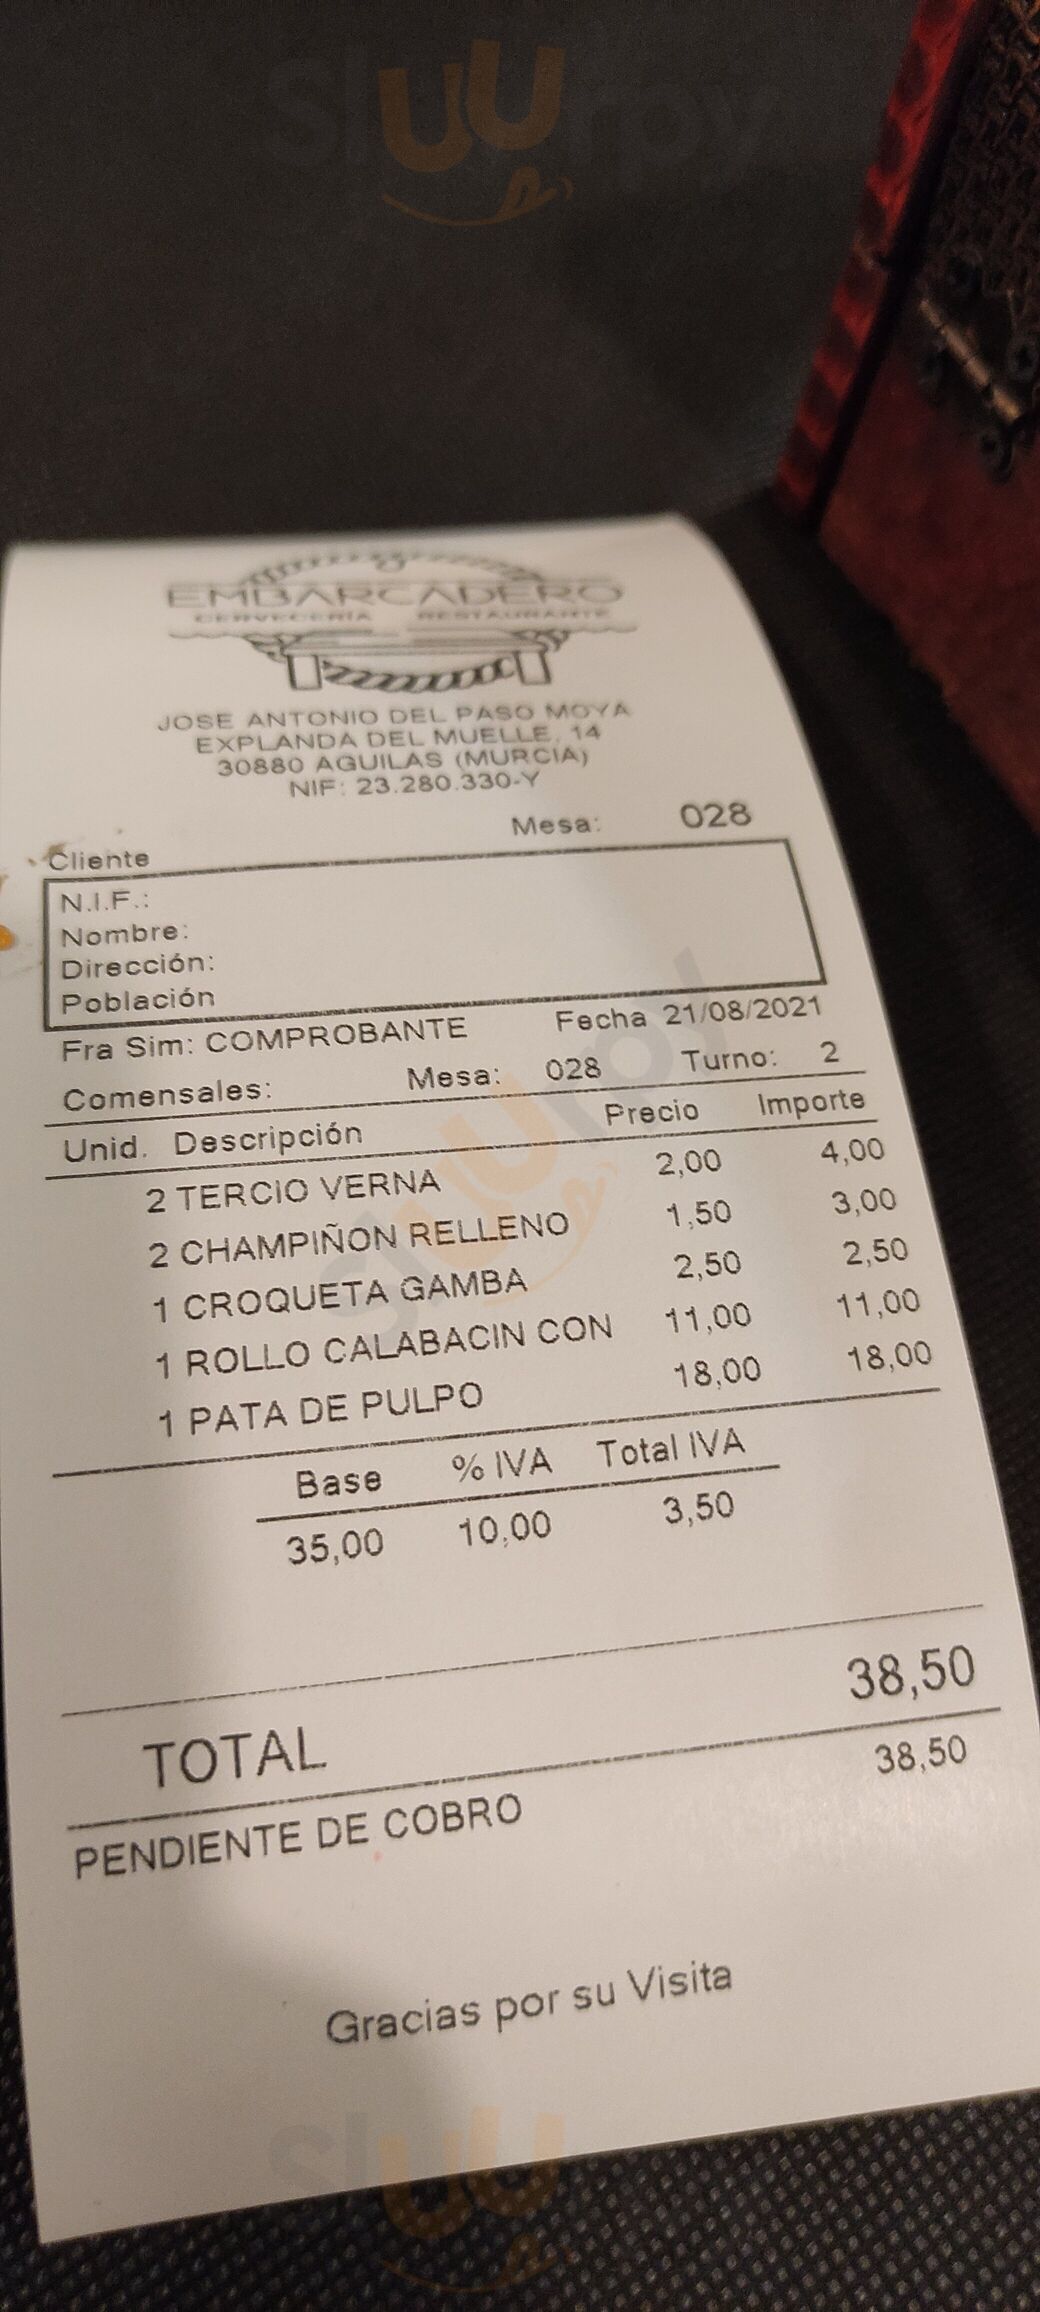 Sluurpy
EMBARCADERO
CERVECERÍA RESTAURANTE
JOSE ANTONIO DEL PASO MOYA
EXPLANDA DEL MUELLE, 14
30880 AGUILAS (MURCIA)
NIF: 23.280.330-Y
Mesa: 028
Cliente
N.I.F.:
Nombre:
Dirección:
Población
Fra Sim: COMPROBANTE Fecha 21/08/2021
Comensales: Mesa: 028 Turno: 2
Unid. Descripción Precio Importe
2 TERCIO VERNA 2,00 4,00
2 CHAMPIÑON RELLENO 1,50 3,00
1 CROQUETA GAMBA 2,50 2,50
1 ROLLO CALABACIN CON 11,00 11,00
1 PATA DE PULPO 18,00 18,00
Base % IVA Total IVA
35,00 10,00 3,50
TOTAL 38,50
PENDIENTE DE COBRO 38,50
Gracias por su Visita
Sluurpy
Sluurpy